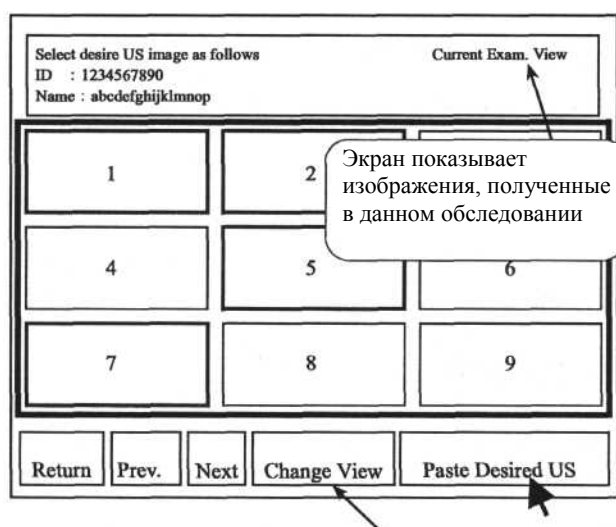 Select desire US image as follows
Current Exam. View
ID : 1234567890
Name : abcdefghijklmnop
1
2
Экран показывает
изображения, полученные
в данном обследовании
4
5
6
7
8
9
Return
Prev.
Next
Change View
Paste Desired US